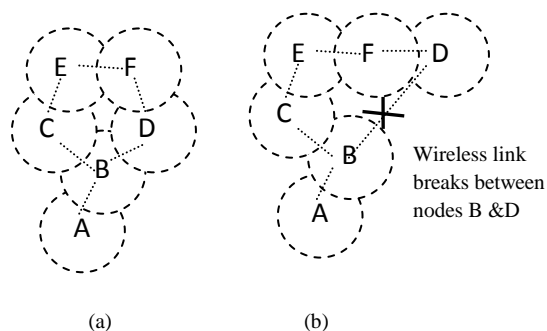 E
F
C
D
B
A
(a)
E
F
D
C
B
A
Wireless link
breaks between
nodes B &D
(b)